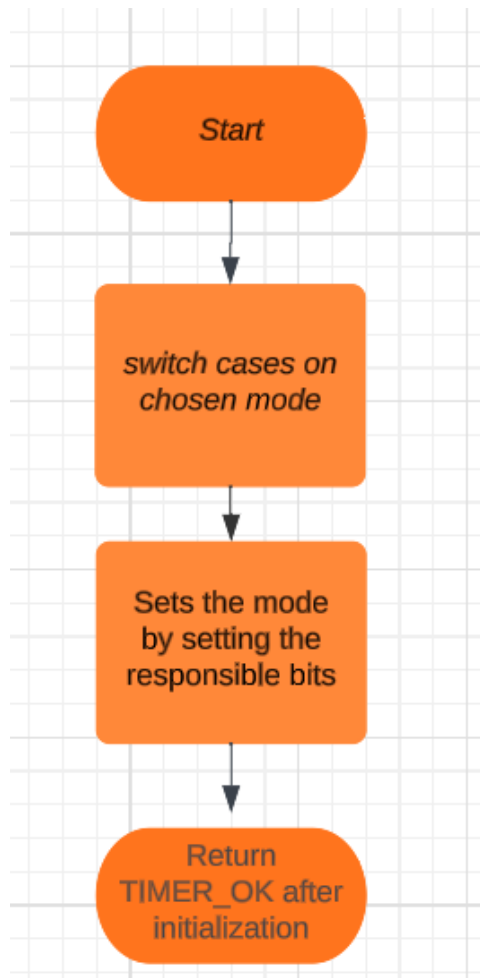 Start
switch cases on
chosen mode
Sets the mode
by setting the
responsible bits
Return
TIMER_OK after
initialization